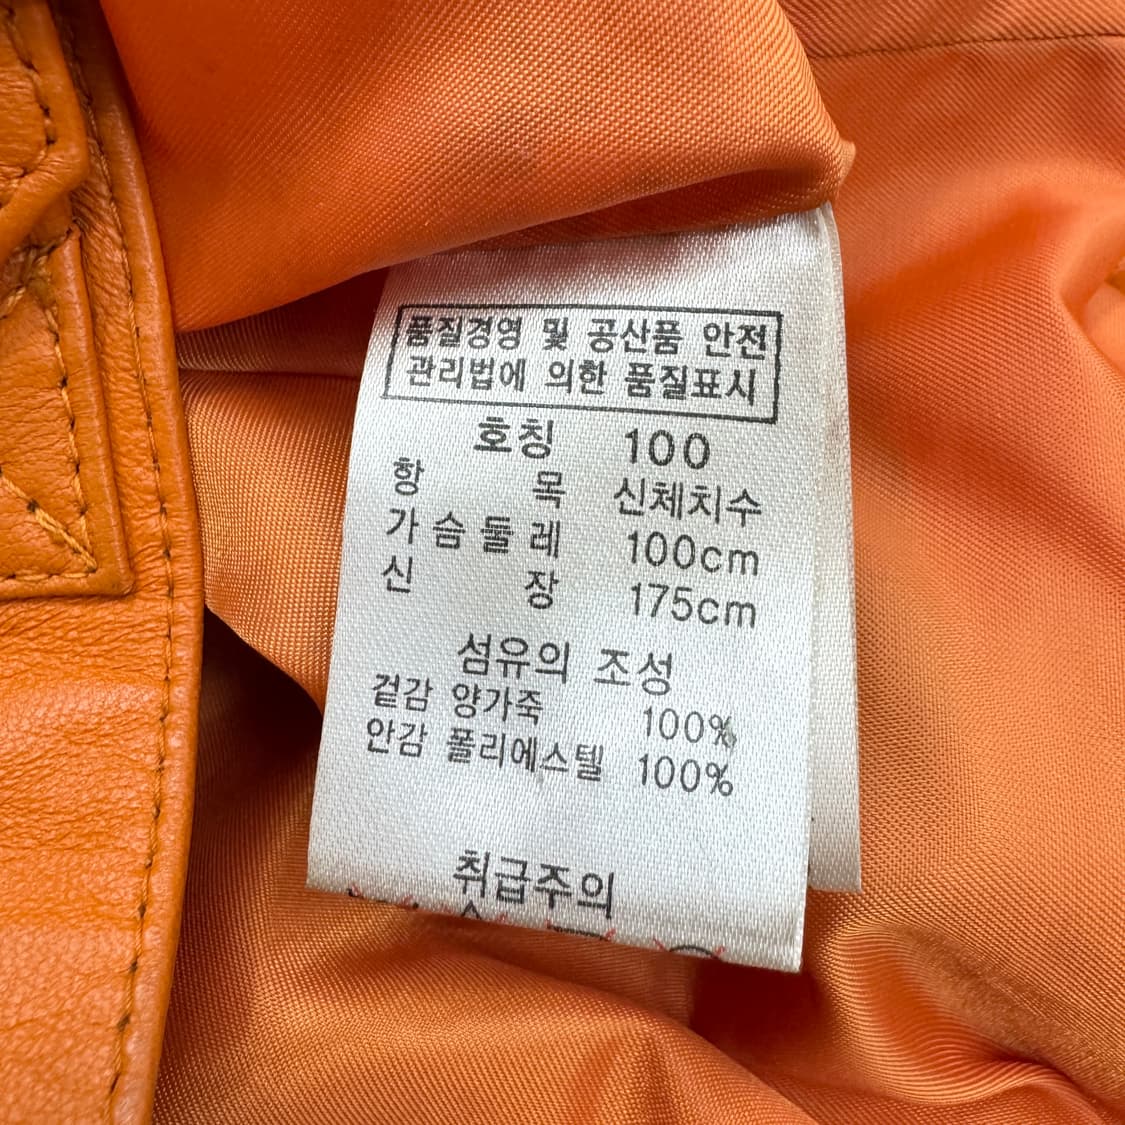 품질경영 및 공산품 안전
관리법에 의한 품질표시
호칭 100
항 목 신체치수
가슴둘레 100cm
신 장 175cm
섬유의 조성
겉감 양가죽 100%
안감 폴리에스텔 100%
취급주의